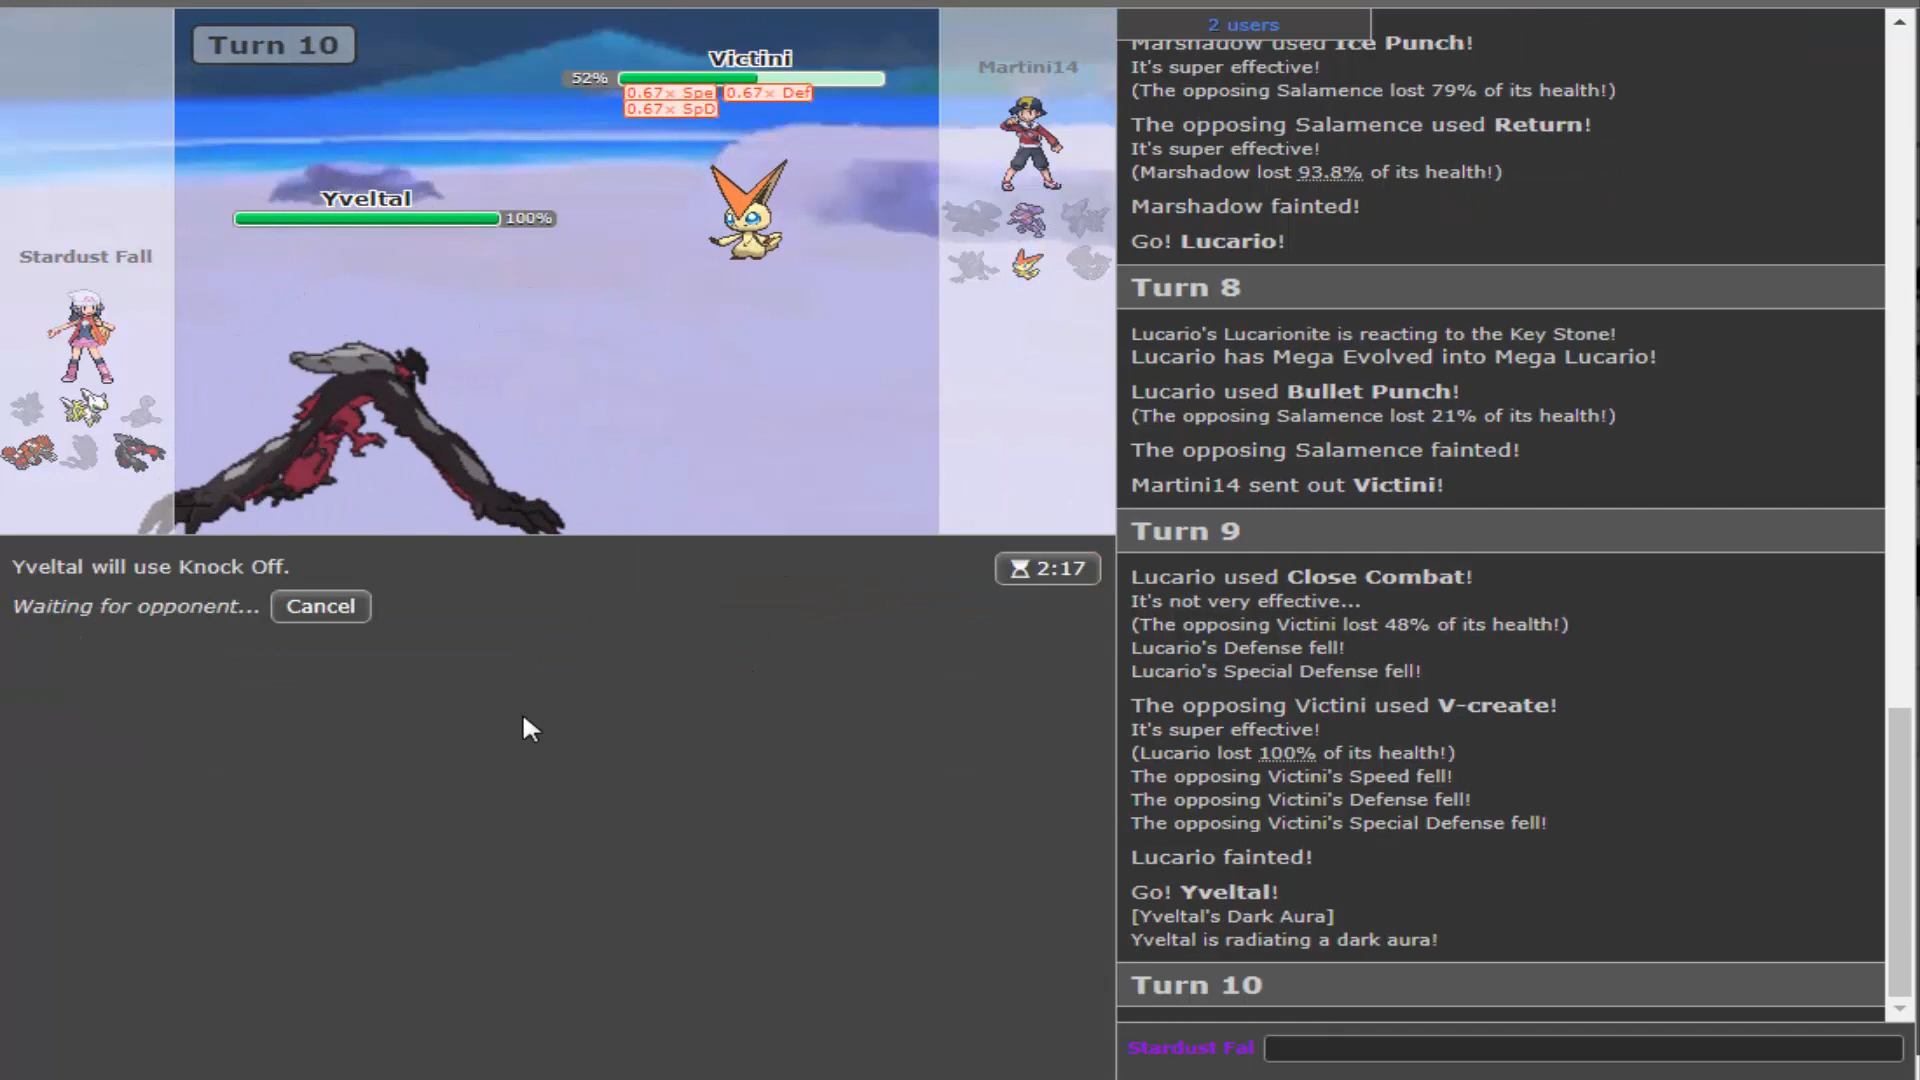 Turn 10
Victini
52%
0.67× Spe
0.67× Def
0.67× SpD
Yveltal
100%
Stardust Fall
Martini14
Yveltal will use Knock Off.
2:17
Waiting for opponent...
Cancel
2 users
Marshadow used Ice Punch!
It's super effective!
(The opposing Salamence lost 79% of its health!)
The opposing Salamence used Return!
It's super effective!
(Marshadow lost 93.8% of its health!)
Marshadow fainted!
Go! Lucario!
Turn 8
Lucario's Lucarionite is reacting to the Key Stone!
Lucario has Mega Evolved into Mega Lucario!
Lucario used Bullet Punch!
(The opposing Salamence lost 21% of its health!)
The opposing Salamence fainted!
Martini14 sent out Victini!
Turn 9
Lucario used Close Combat!
It's not very effective...
(The opposing Victini lost 48% of its health!)
Lucario's Defense fell!
Lucario's Special Defense fell!
The opposing Victini used V-create!
It's super effective!
(Lucario lost 100% of its health!)
The opposing Victini's Speed fell!
The opposing Victini's Defense fell!
The opposing Victini's Special Defense fell!
Lucario fainted!
Go! Yveltal!
[Yveltal's Dark Aura]
Yveltal is radiating a dark aura!
Turn 10
Stardust Fal